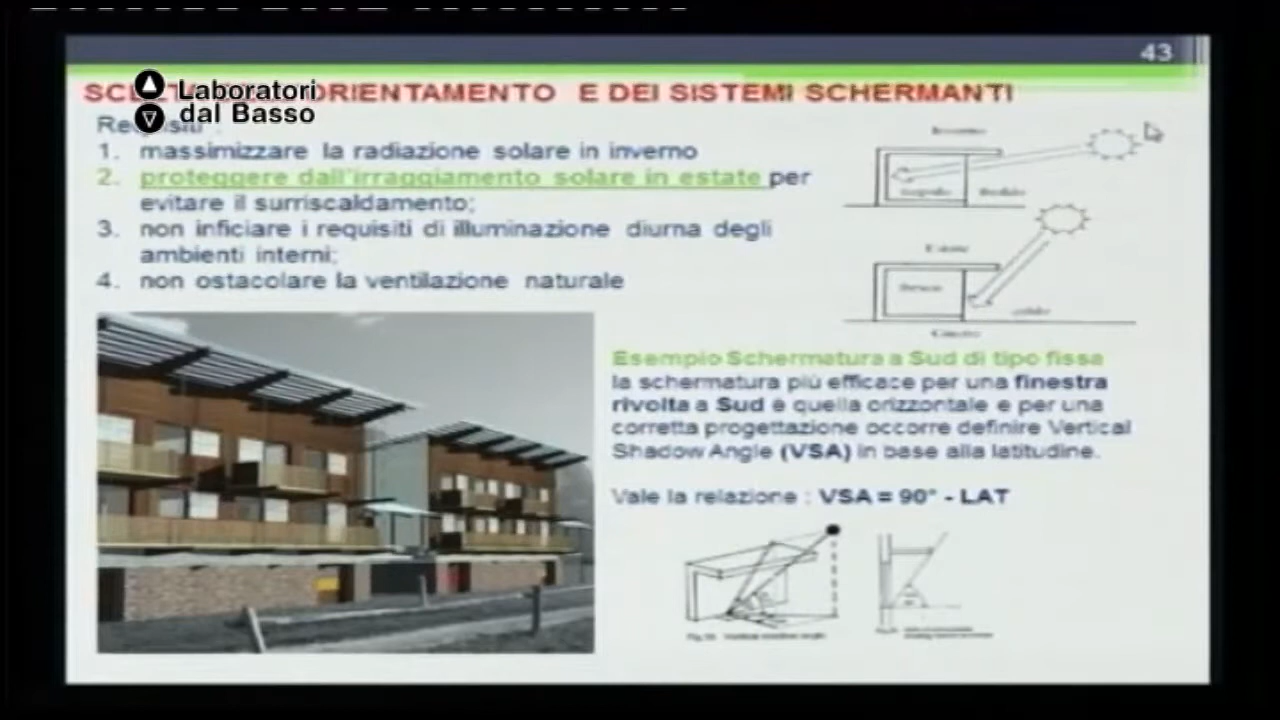 43
Laboratori
dal Basso
ORIENTAMENTO E DEI SISTEMI SCHERMANTI
1. massimizzare la radiazione solare in inverno
2. proteggere dall'irraggiamento solare in estate per
evitare il surriscaldamento;
3. non inficiare i requisiti di illuminazione diurna degli
ambienti interni;
4. non ostacolare la ventilazione naturale
Esempio Schermatura a Sud di tipo fissa
la schermatura più efficace per una finestra
rivolta a Sud è quella orizzontale e per una
corretta progettazione occorre definire Vertical
Shadow Angle (VSA) in base alla latitudine.
Vale la relazione : VSA = 90° - LAT